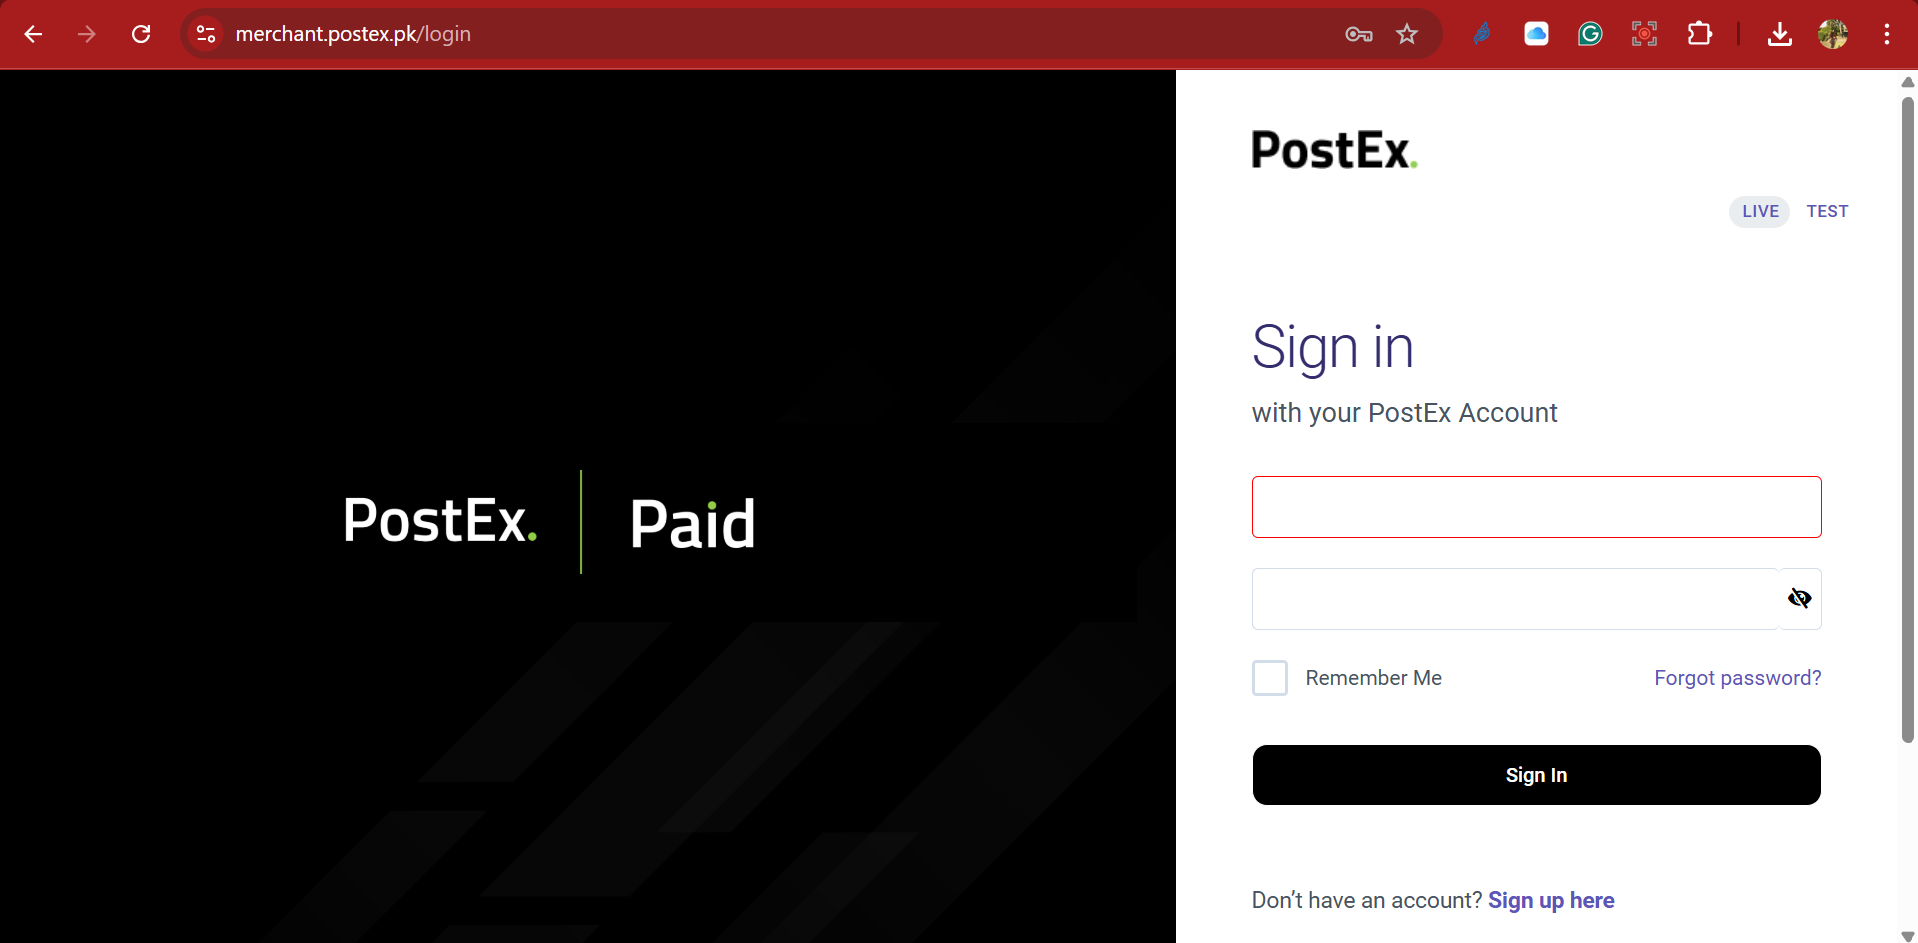 merchant.postex.pk/login
PostEx. Paid
PostEx.
LIVE TEST
Sign in
with your PostEx Account
Remember Me Forgot password?
Sign In
Don’t have an account? Sign up here